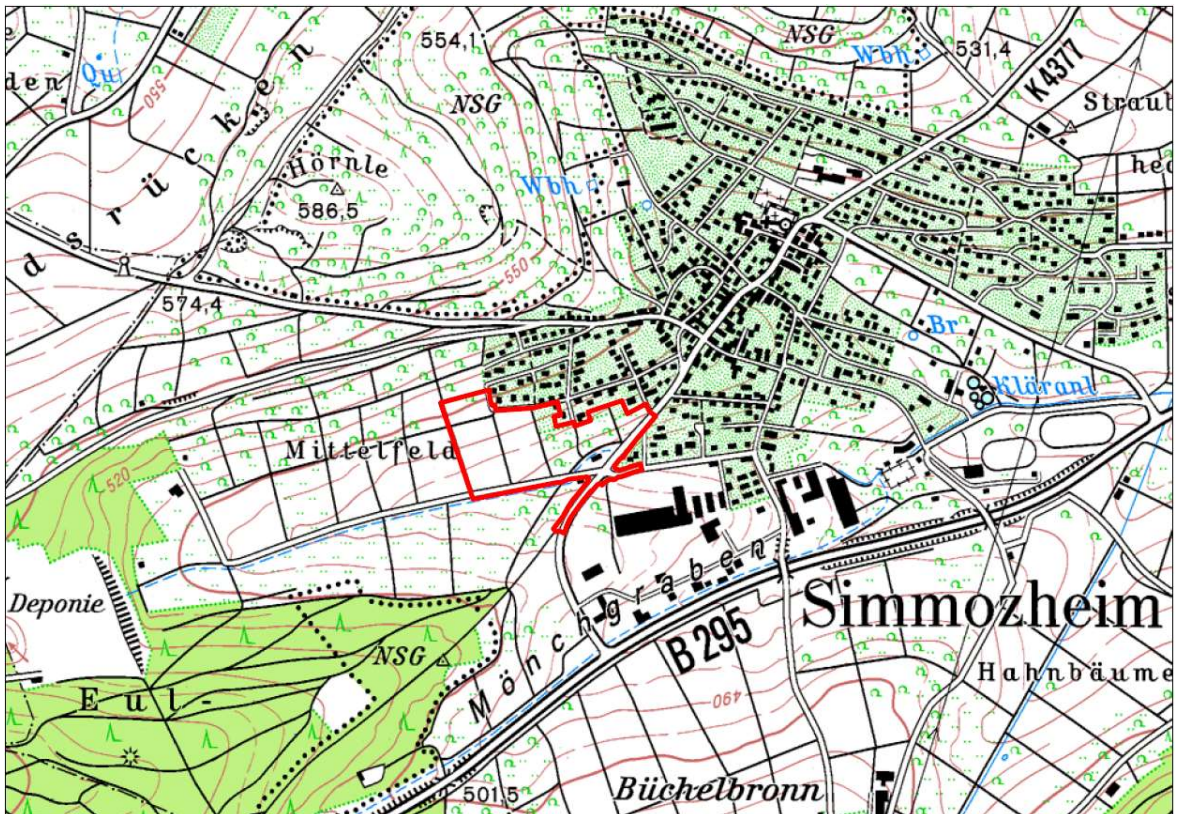 554,1
NSG
Wbh
531,4
K4377
Qu
den
550
NSG
Straub
hec
Hörnle
586,5
Wbh
d s r ü c k e n
574,4
550
Br
Kläranl
Mittelfeld
520
Deponie
NSG
Mönchgraben
B 295
Simmozheim
Eul-
490
Hahnbäume
501,5
Büchelbronn